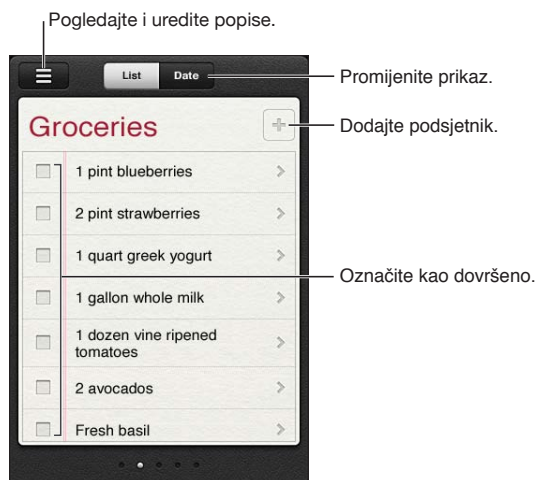 Pogledajte i uredite popise.
List Date
Promijenite prikaz.
Groceries
Dodajte podsjetnik.
1 pint blueberries
2 pint strawberries
1 quart greek yogurt
Označite kao dovršeno.
1 gallon whole milk
1 dozen vine ripened
tomatoes
2 avocados
Fresh basil